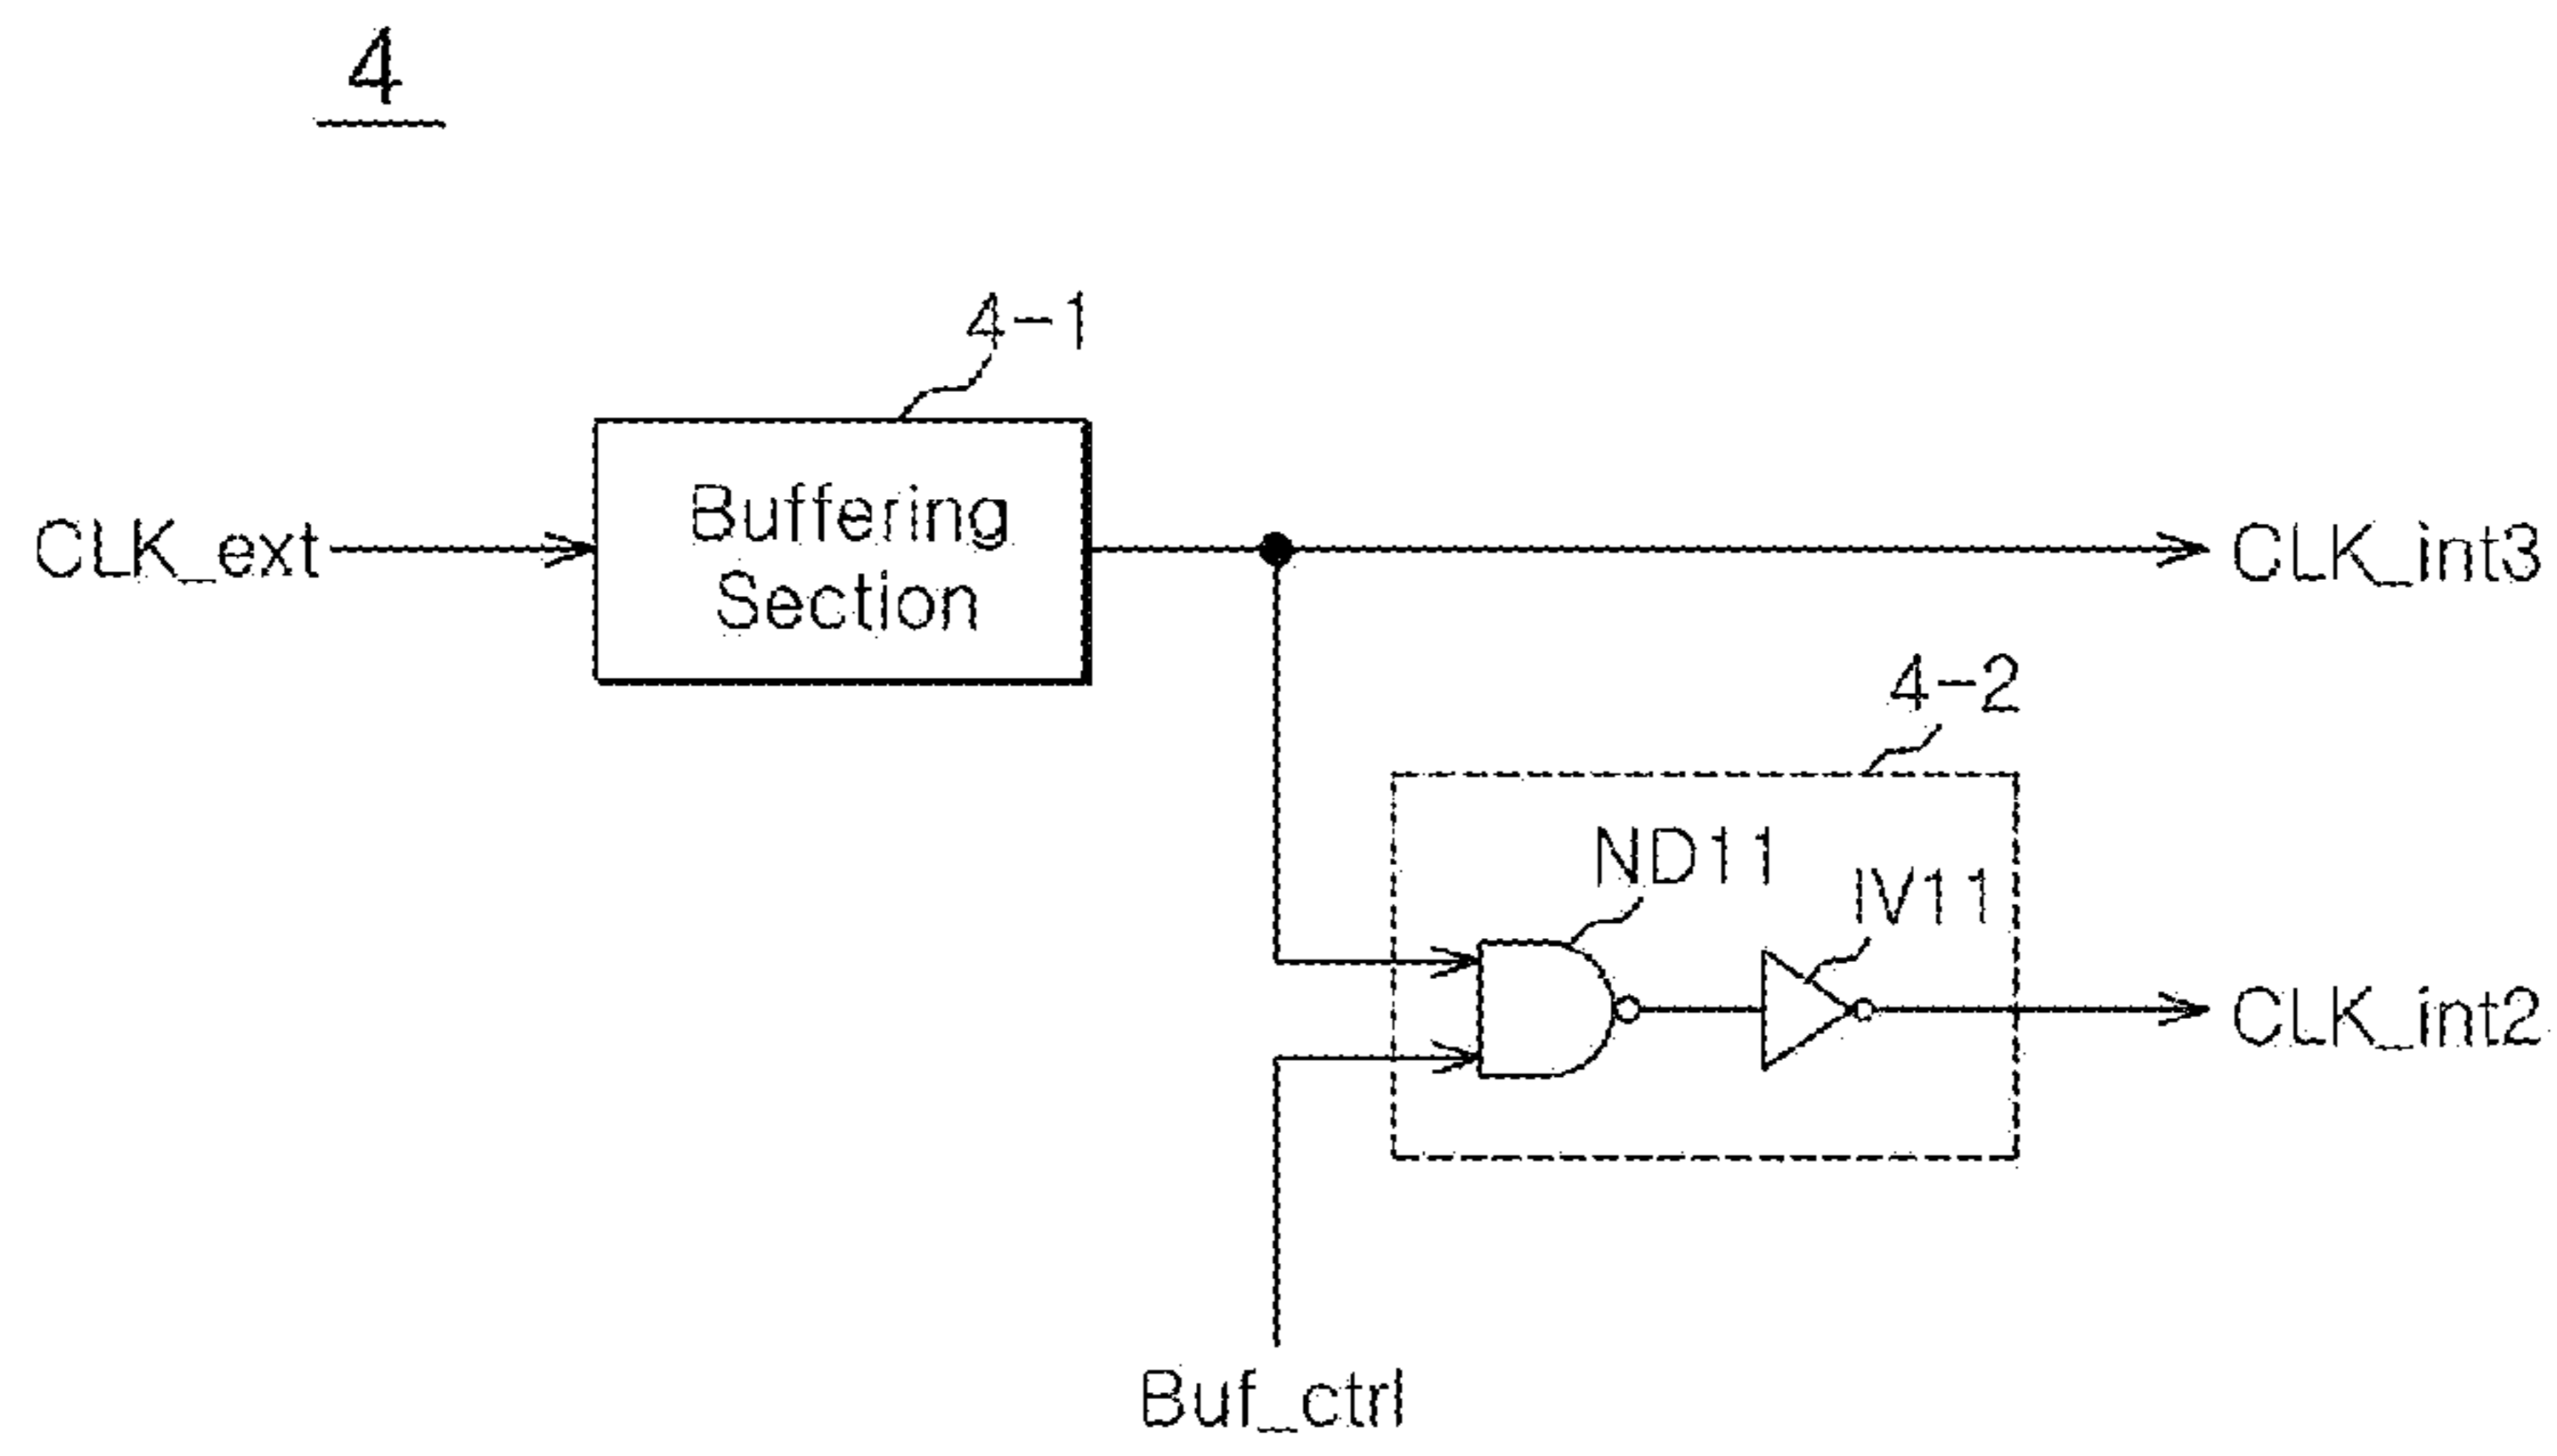 4
4-1
Buffering
Section
CLK_ext
CLK_int3
4-2
ND11
IV11
CLK_int2
Buf_ctrl